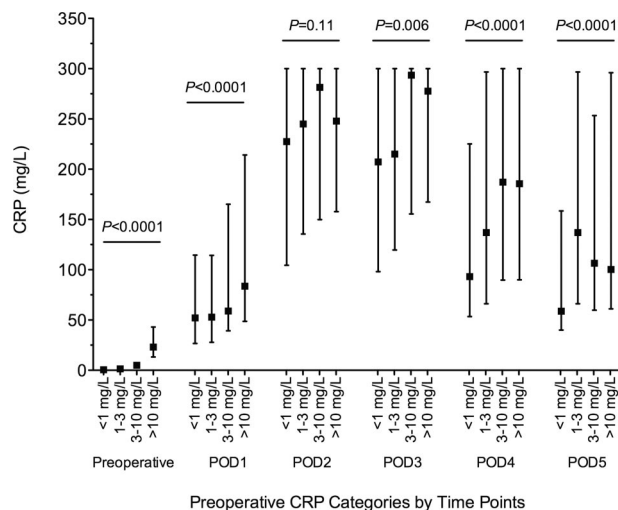 350
300
250
200
150
100
50
0
CRP (mg/L)
P<0.0001
P<0.0001
P=0.11
P=0.006
P<0.0001
P<0.0001
<1 mg/L
1-3 mg/L
3-10 mg/L
>10 mg/L
<1 mg/L
1-3 mg/L
3-10 mg/L
>10 mg/L
<1 mg/L
1-3 mg/L
3-10 mg/L
>10 mg/L
<1 mg/L
1-3 mg/L
3-10 mg/L
>10 mg/L
<1 mg/L
1-3 mg/L
3-10 mg/L
>10 mg/L
<1 mg/L
1-3 mg/L
3-10 mg/L
>10 mg/L
Preoperative POD1 POD2 POD3 POD4 POD5
Preoperative CRP Categories by Time Points